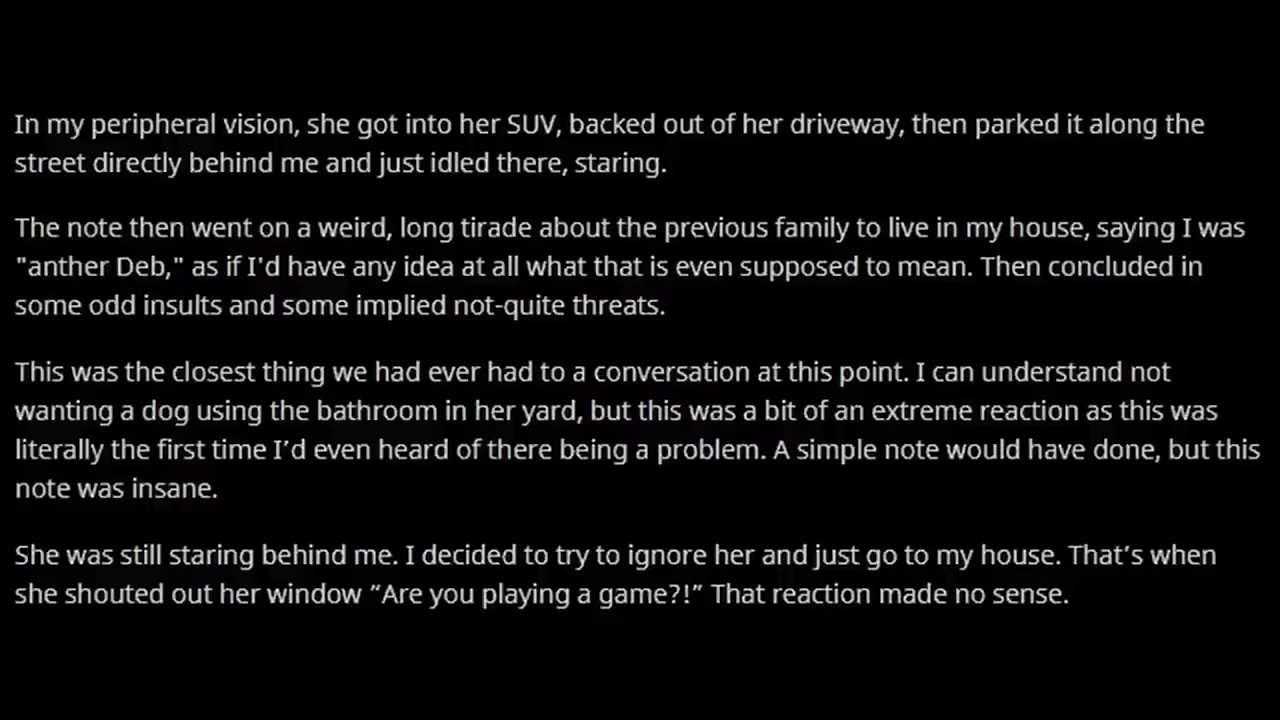 In my peripheral vision, she got into her SUV, backed out of her driveway, then parked it along the
street directly behind me and just idled there, staring.
The note then went on a weird, long tirade about the previous family to live in my house, saying I was
"anther Deb," as if I'd have any idea at all what that is even supposed to mean. Then concluded in
some odd insults and some implied not-quite threats.
This was the closest thing we had ever had to a conversation at this point. I can understand not
wanting a dog using the bathroom in her yard, but this was a bit of an extreme reaction as this was
literally the first time I’d even heard of there being a problem. A simple note would have done, but this
note was insane.
She was still staring behind me. I decided to try to ignore her and just go to my house. That’s when
she shouted out her window “Are you playing a game?!” That reaction made no sense.